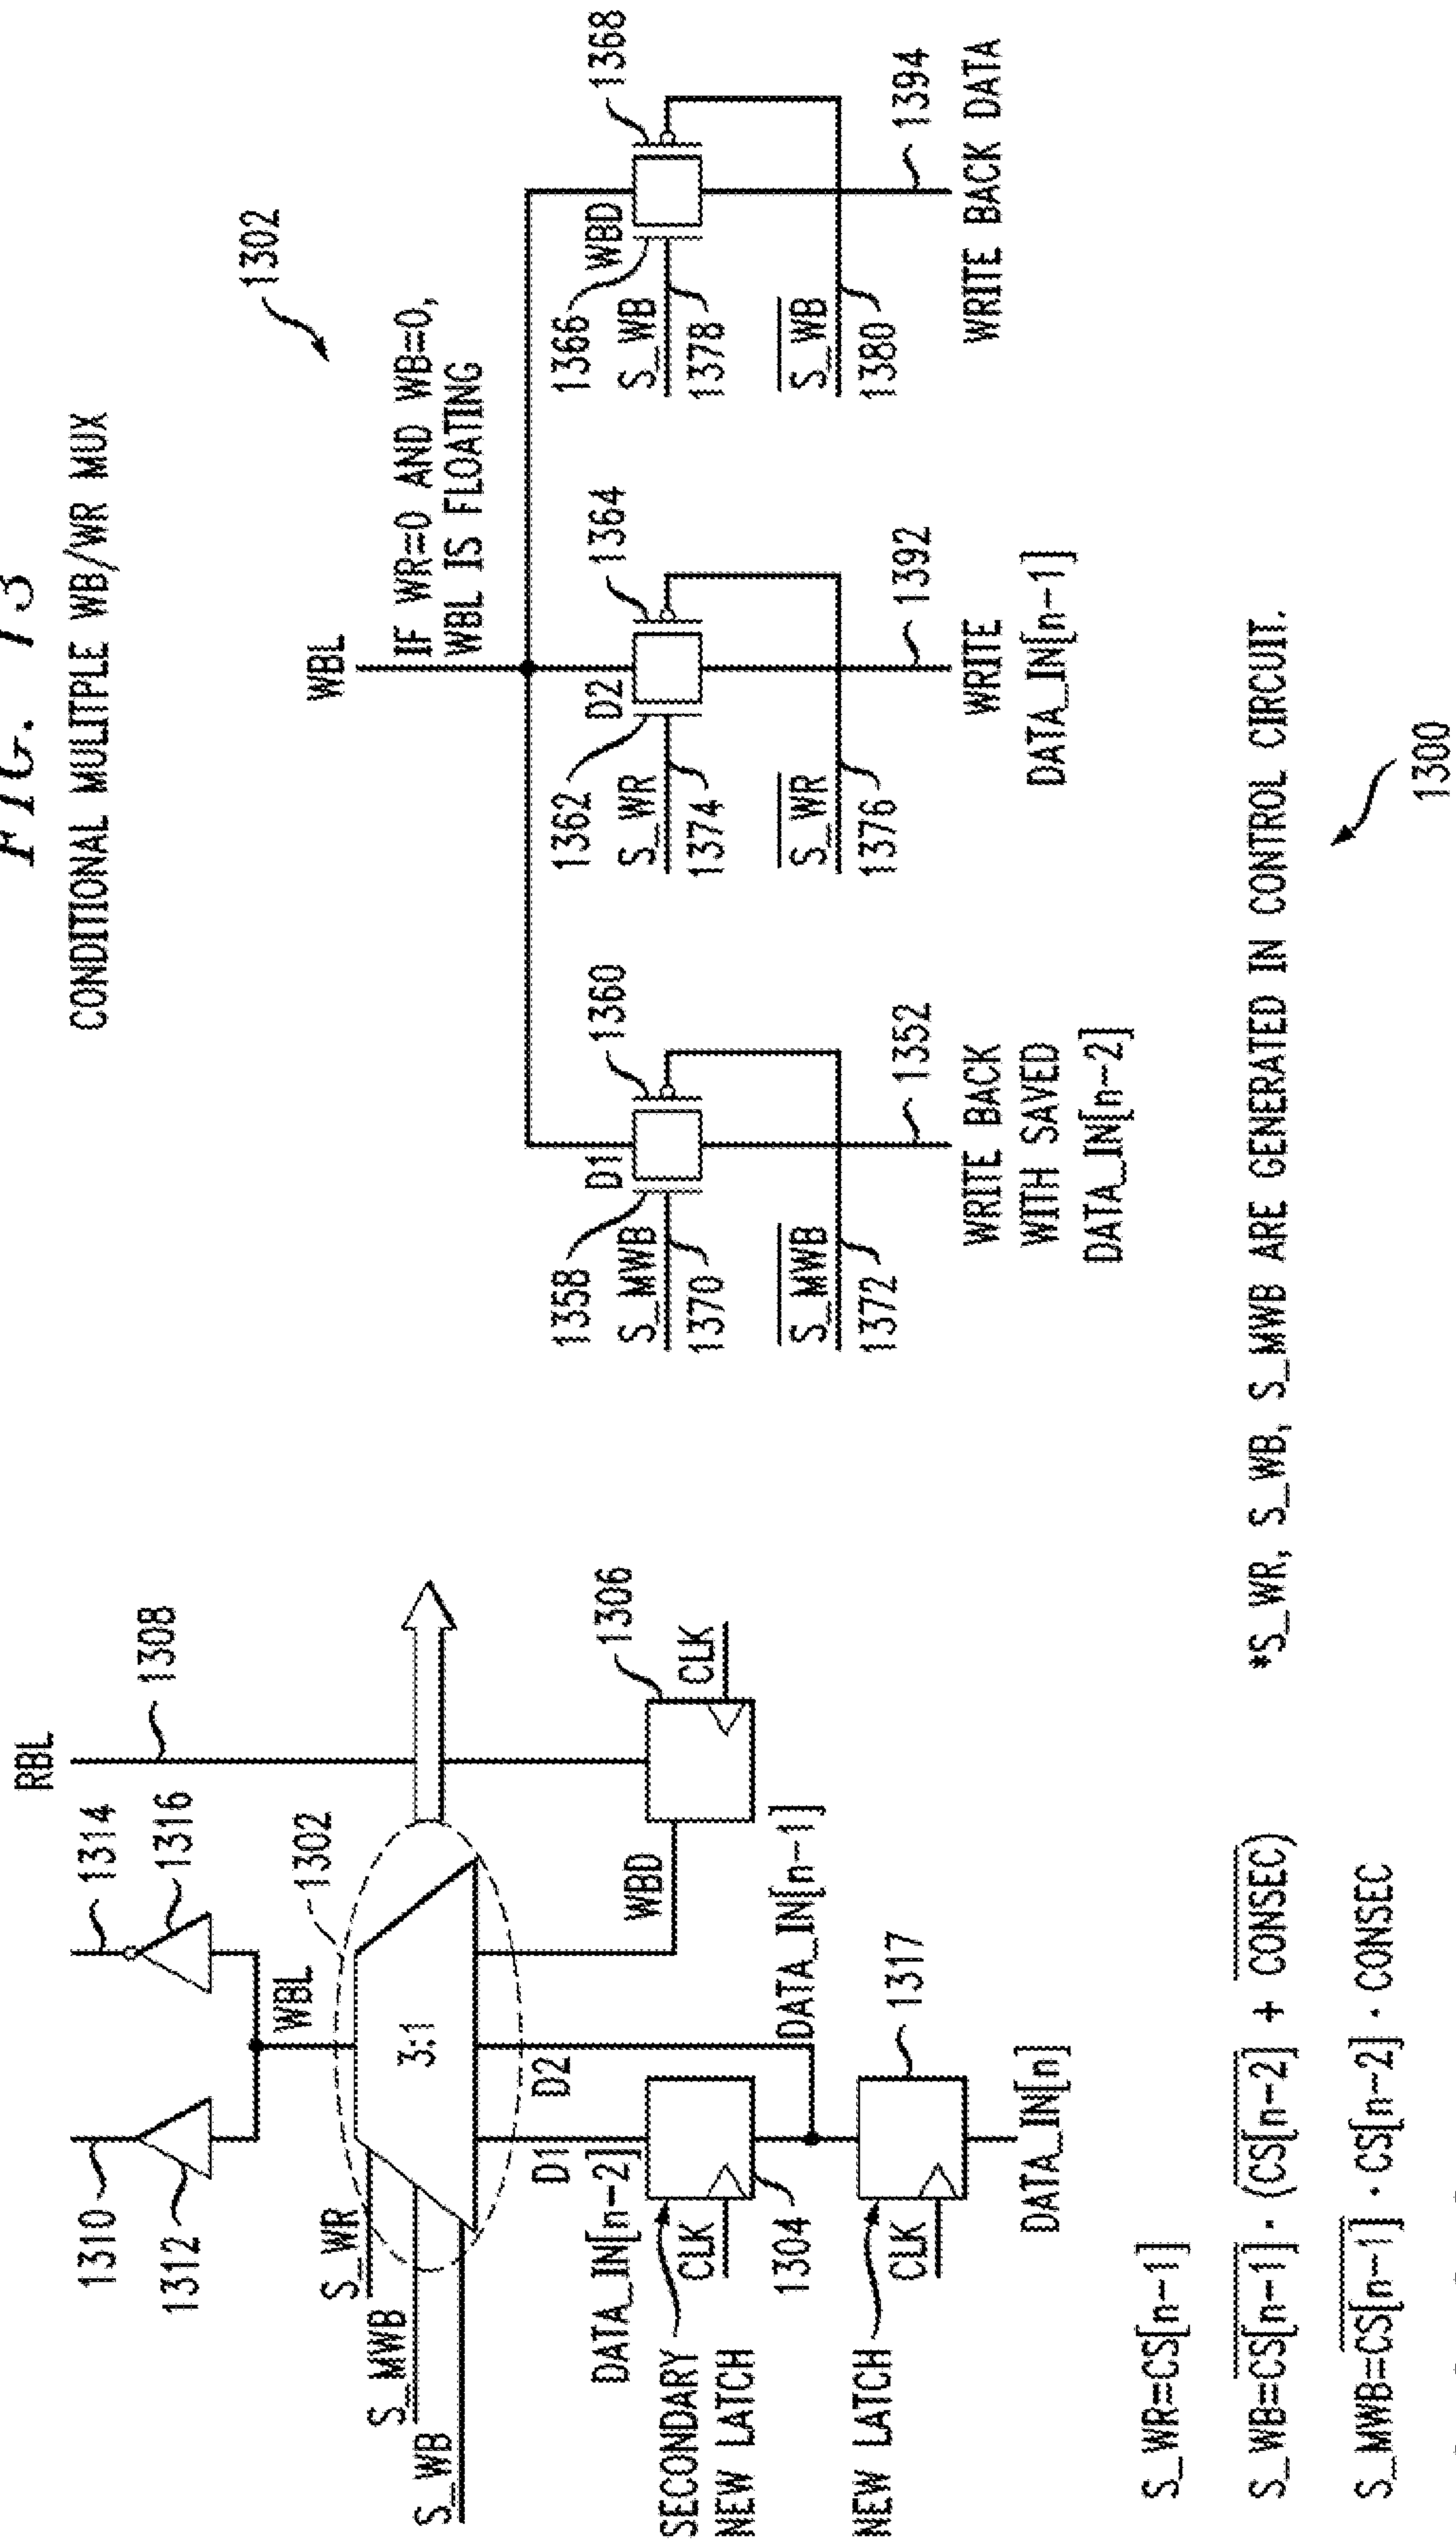 FIG. 13
CONDITIONAL MULITPLE WB/WR MUX
RBL
1308
1314
1316
1310
1312
WBL
1302
3:1
S_WR
S_MWB
S_WB
D1
D2
WBD
DATA_IN[n-2]
DATA_IN[n-1]
1306
CLK
SECONDARY
NEW LATCH
CLK
1304
NEW LATCH
CLK
1317
DATA_IN[n]
WBL
IF WR=0 AND WB=0,
WBL IS FLOATING
1302
D1
1358
1360
S_MWB
1370
S_MWB
1372
1352
WRITE BACK
WITH SAVED
DATA_IN[n-2]
D2
1362
1364
S_WR
1374
S_WR
1376
1392
WRITE
DATA_IN[n-1]
WBD
1366
1368
S_WB
1378
S_WB
1380
1394
WRITE BACK DATA
S_WR=CS[n-1]
S_WB=CS[n-1] · (CS[n-2] + CONSEC)
S_MWB=CS[n-1] · CS[n-2] · CONSEC
*S_WR, S_WB, S_MWB ARE GENERATED IN CONTROL CIRCUIT.
1300